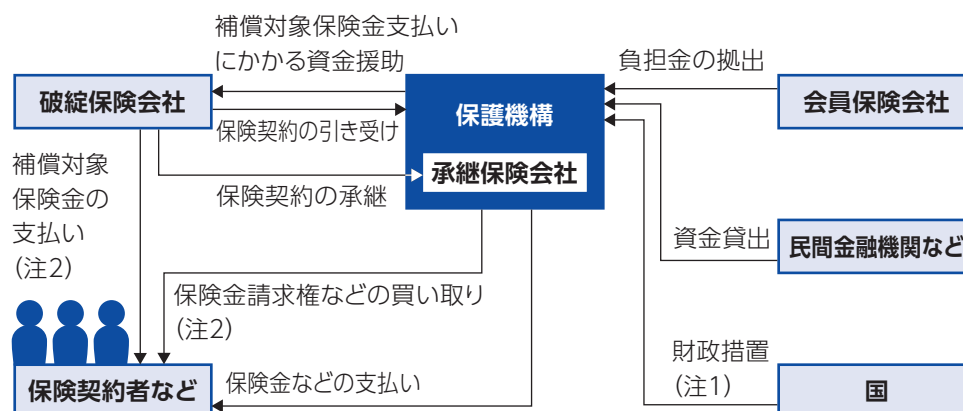 補償対象保険金支払い
にかかる資金援助
負担金の拠出
破綻保険会社
保護機構
会員保険会社
保険契約の引き受け
承継保険会社
補償対象
保険金の
支払い
(注2)
保険契約の承継
資金貸出
民間金融機関など
保険金請求権などの買い取り
(注2)
財政措置
(注1)
保険契約者など
保険金などの支払い
国